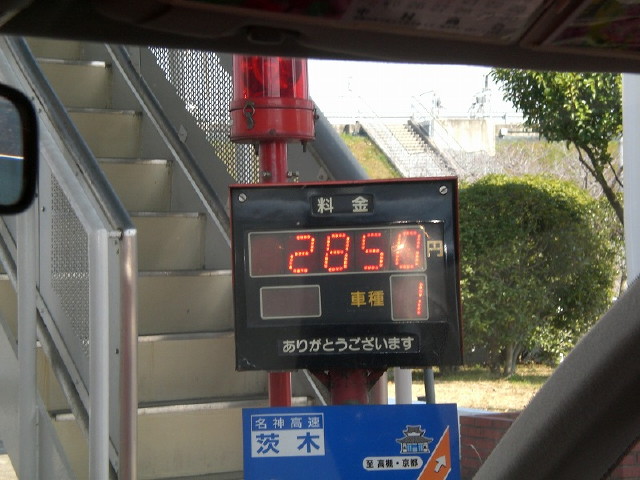 料金
2850円
車種 1
ありがとうございます
名神高速
茨木
至 高槻・京都